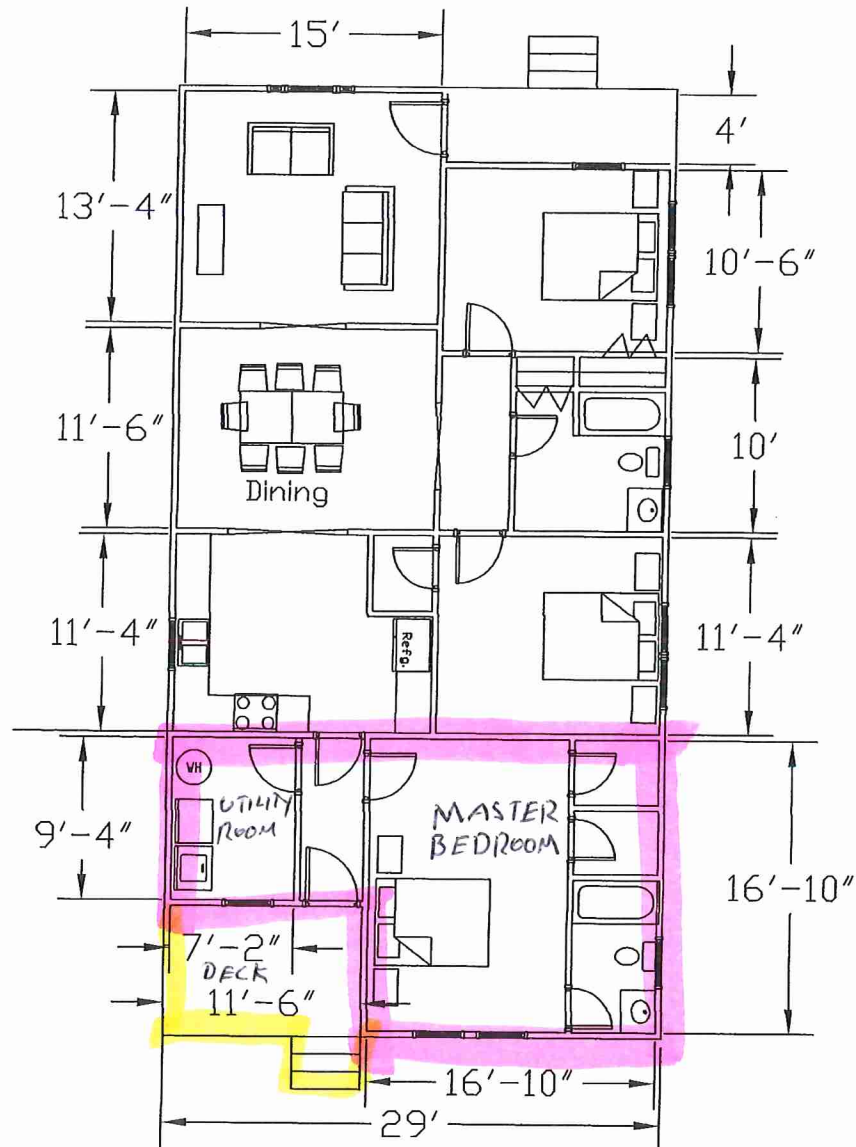 15'
4'
13'-4"
10'-6"
11'-6"
10'
Dining
11'-4"
Refg.
11'-4"
WH
UTILITY
ROOM
MASTER
BEDROOM
9'-4"
16'-10"
7'-2"
DECK
11'-6"
16'-10"
29'